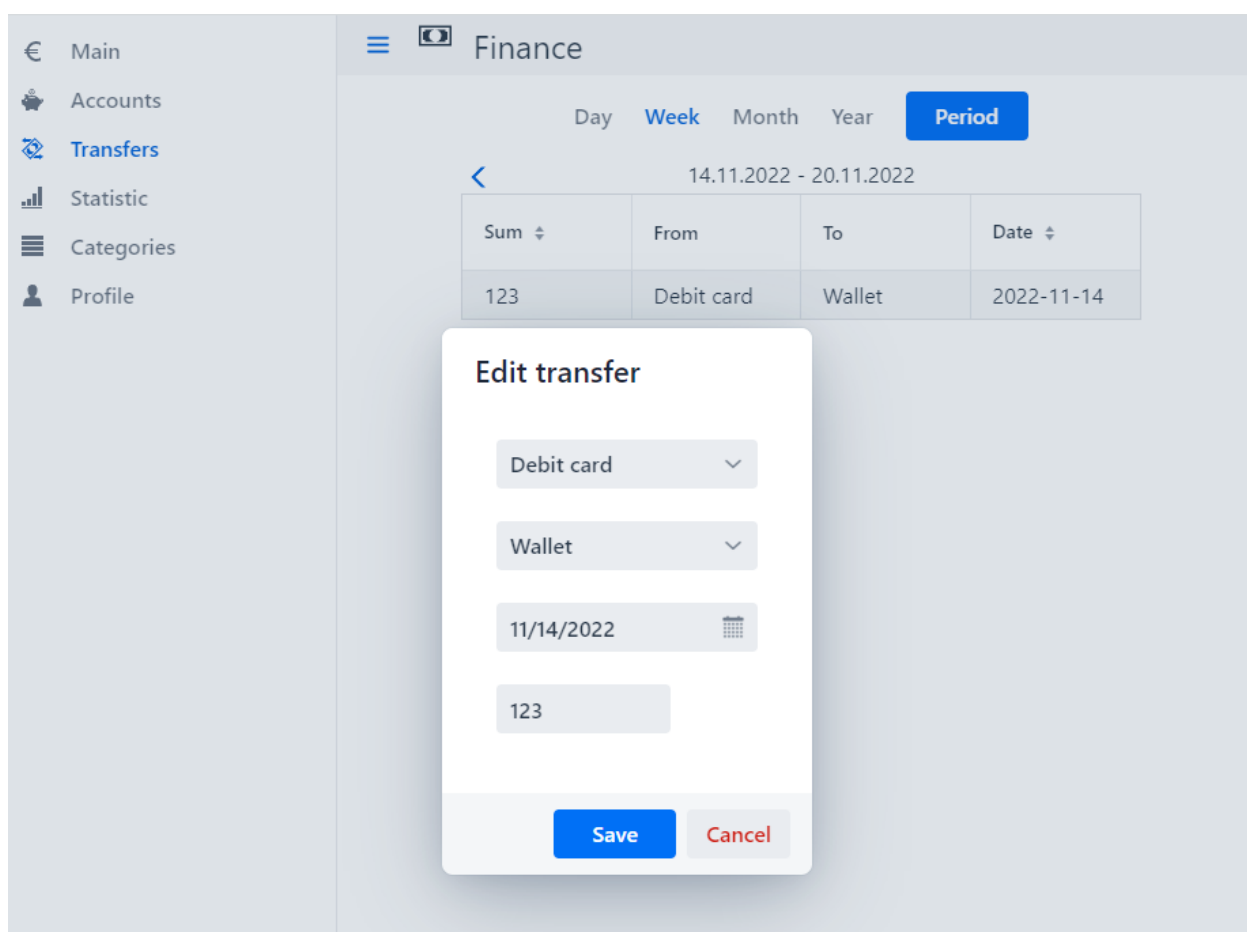 Main
Accounts
Transfers
Statistic
Categories
Profile
Finance
Day Week Month Year Period
14.11.2022 - 20.11.2022
Sum From To Date
123 Debit card Wallet 2022-11-14
Edit transfer
Debit card
Wallet
11/14/2022
123
Save Cancel